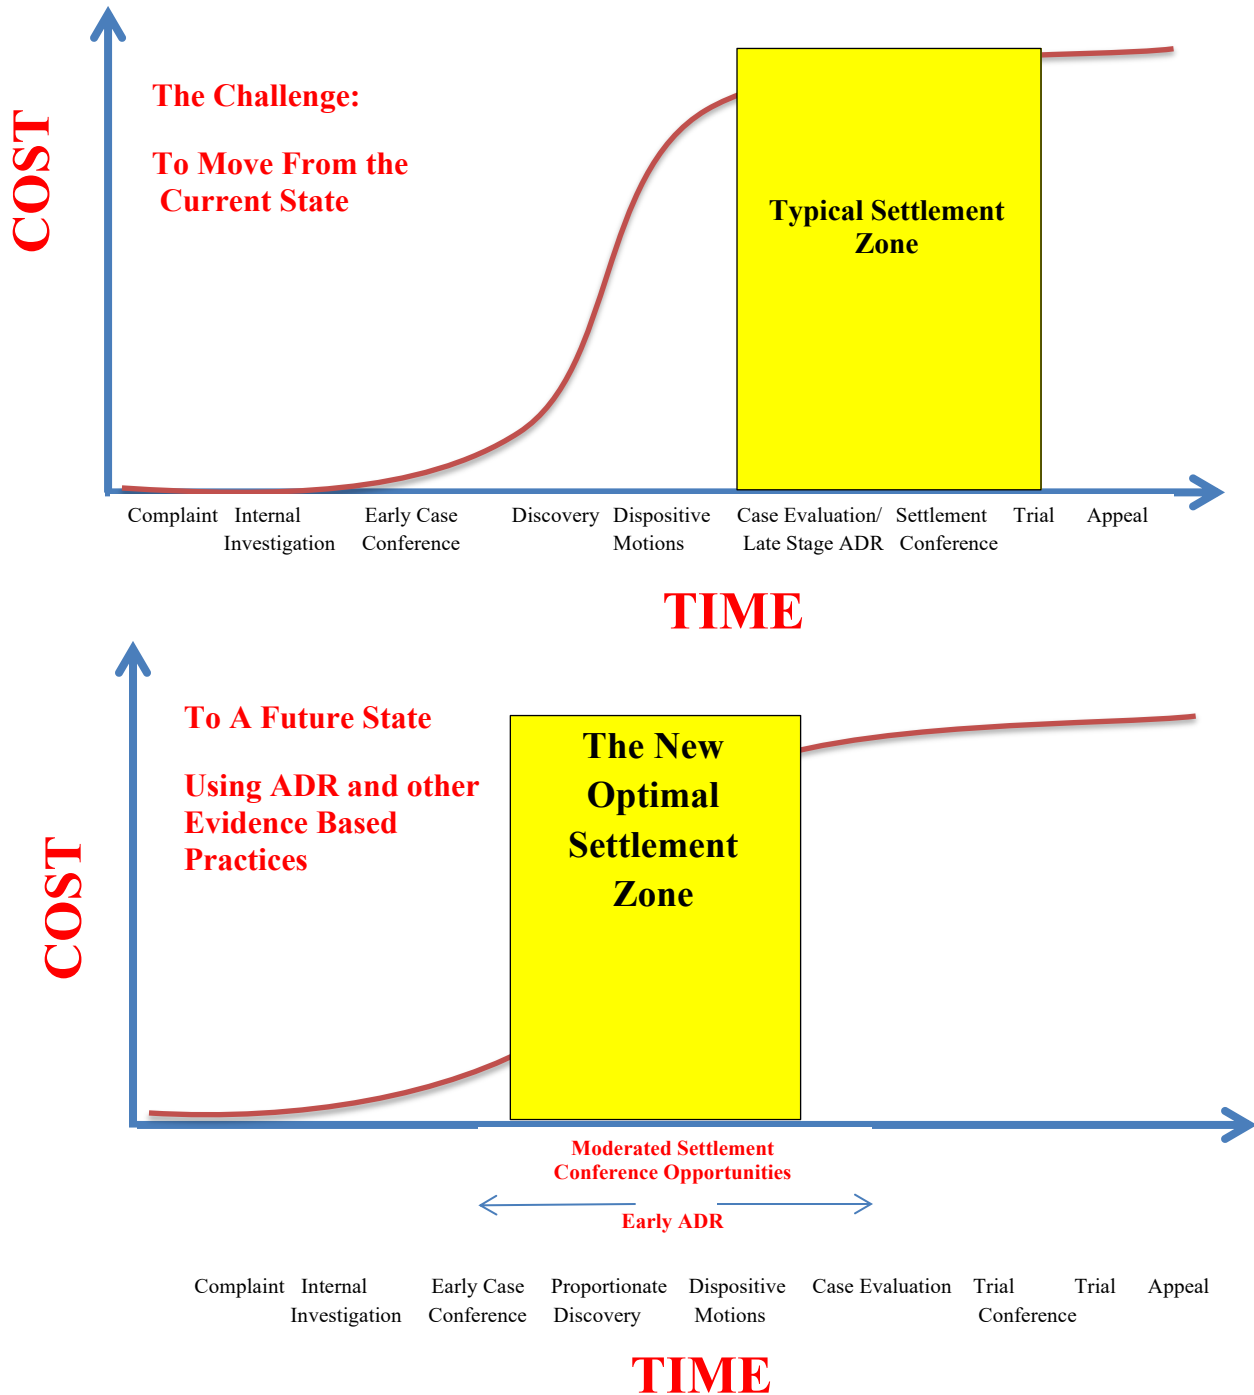 COST
The Challenge:
To Move From the
Current State
Typical Settlement
Zone
Complaint Internal Early Case Discovery Dispositive Case Evaluation/ Settlement Trial Appeal
Investigation Conference Motions Late Stage ADR Conference
TIME
COST
To A Future State
Using ADR and other
Evidence Based
Practices
The New
Optimal
Settlement
Zone
Moderated Settlement
Conference Opportunities
Early ADR
Complaint Internal Early Case Proportionate Dispositive Case Evaluation Trial Trial Appeal
Investigation Conference Discovery Motions Conference
TIME